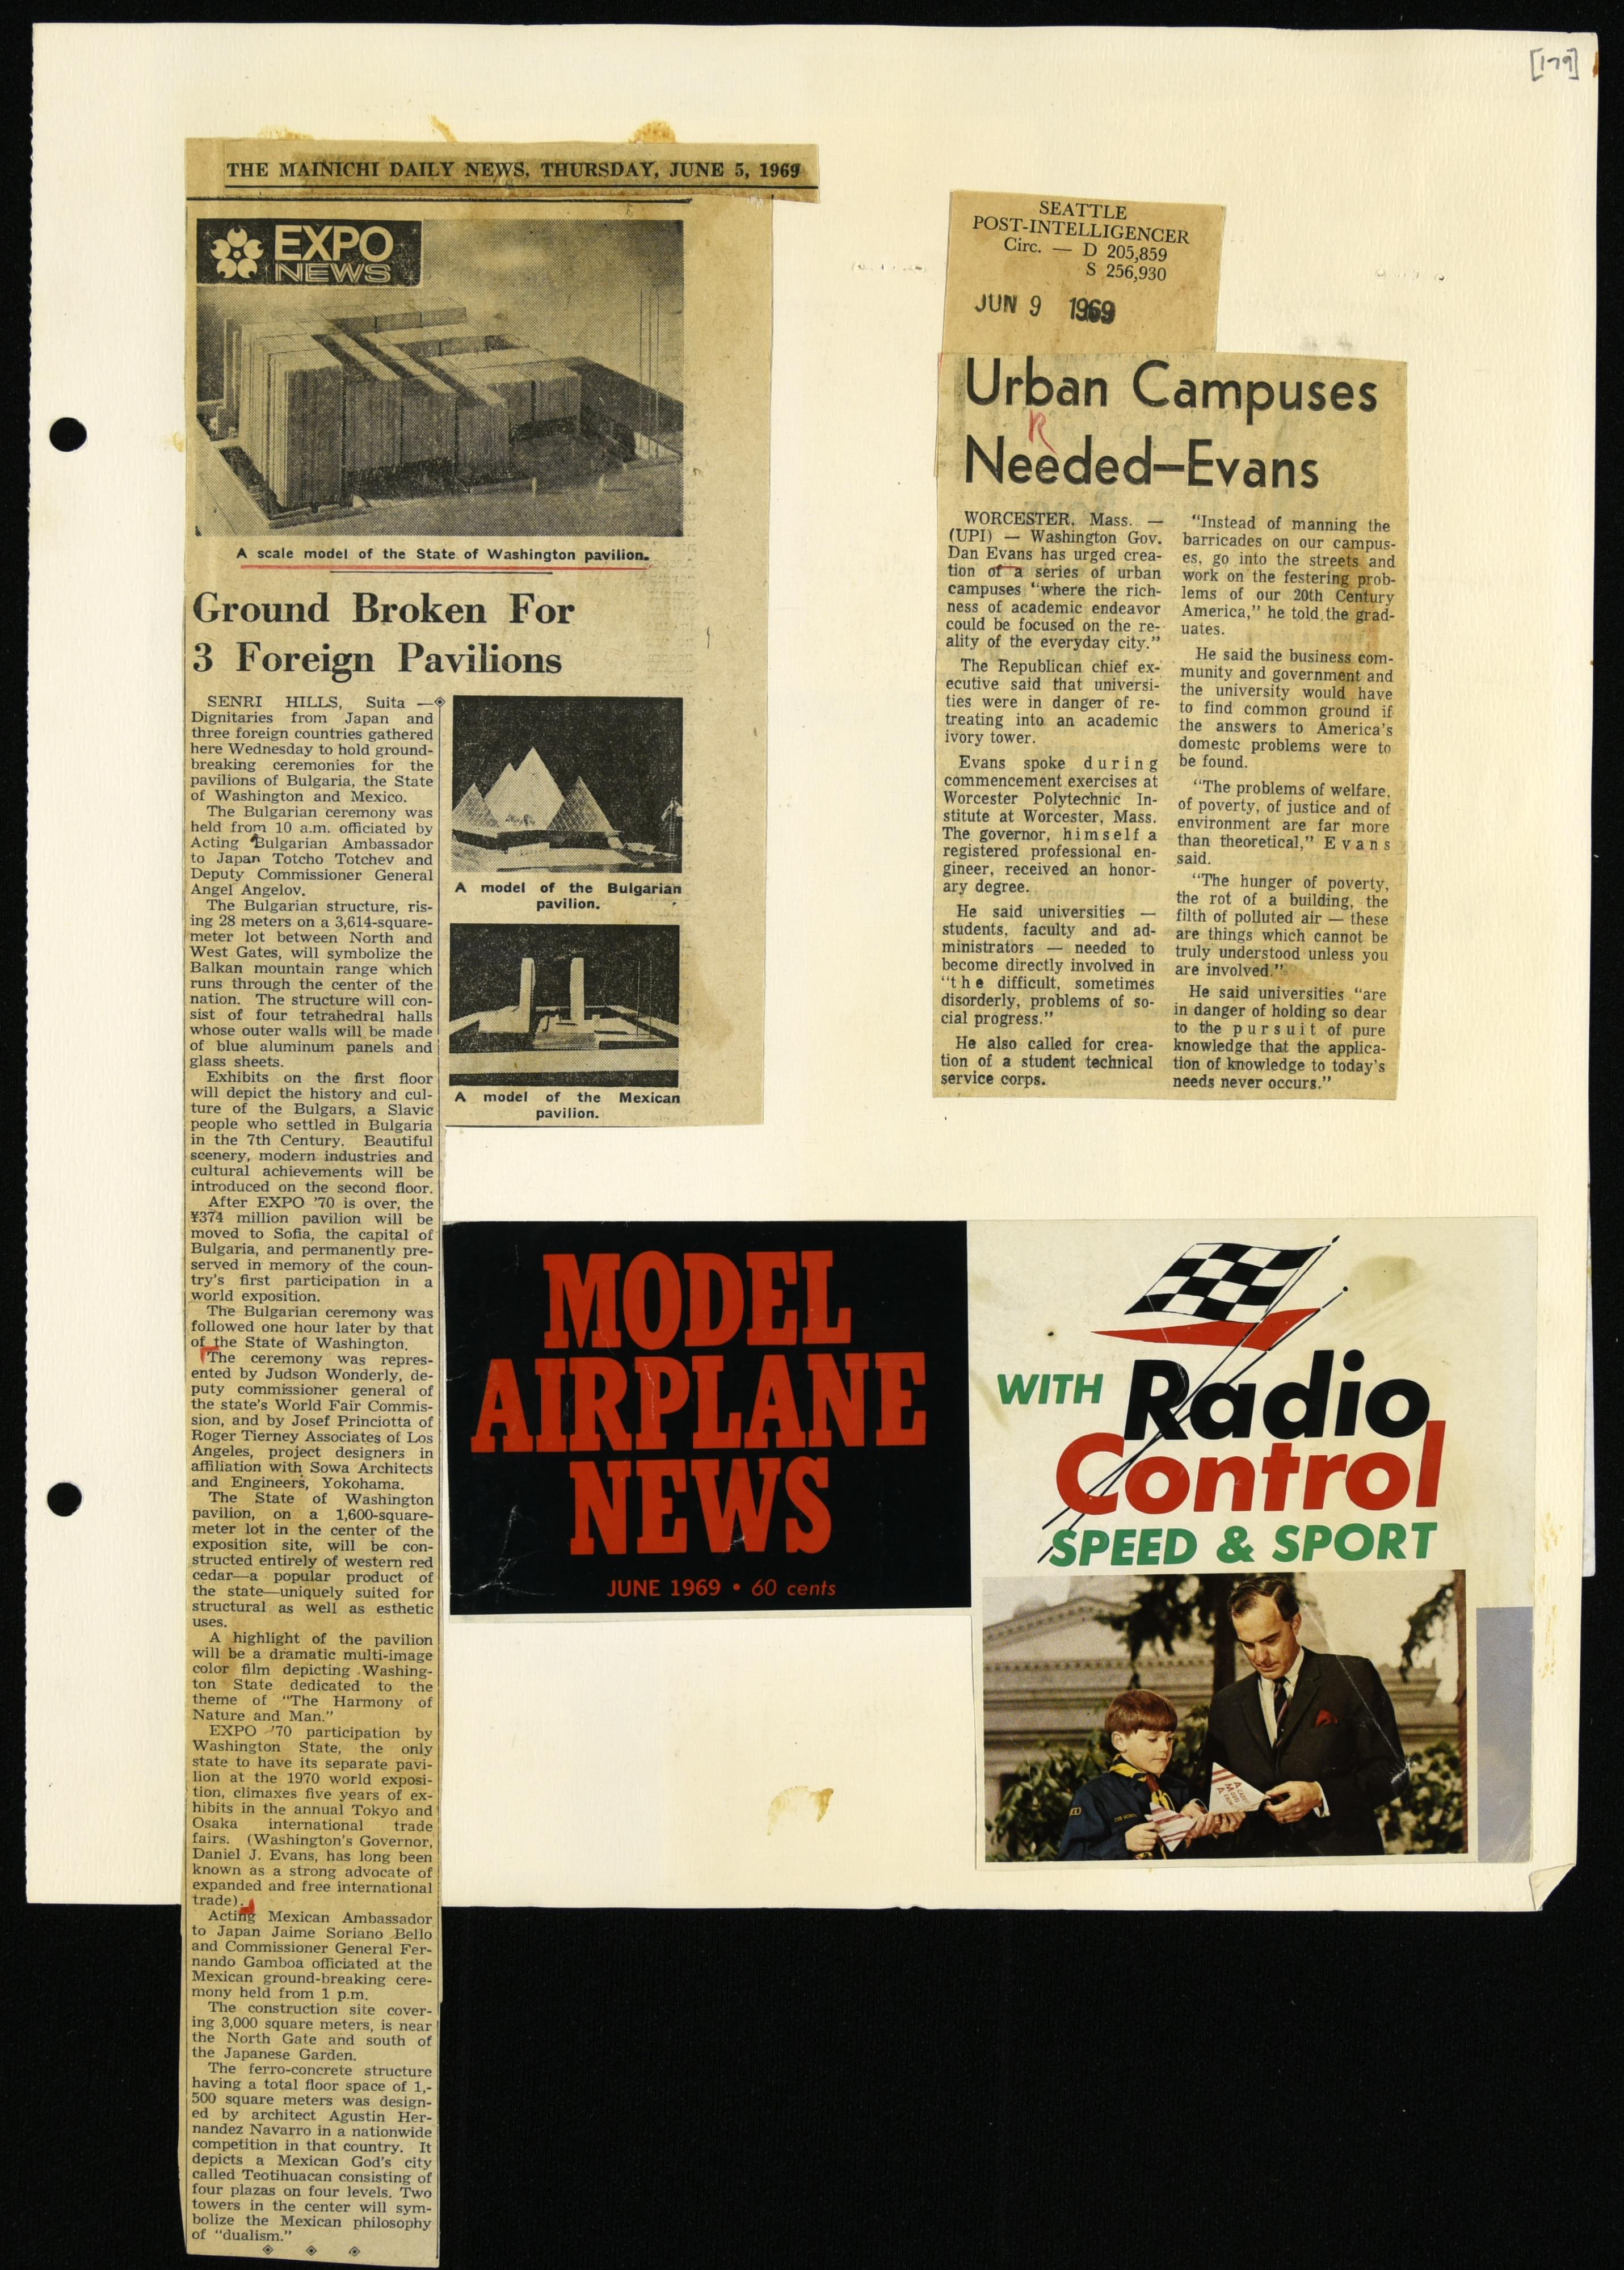 [179]
THE MAINICHI DAILY NEWS, THURSDAY, JUNE 5, 1969
EXPO
NEWS
A scale model of the State of Washington pavilion.
Ground Broken For
3 Foreign Pavilions
SENRI HILLS, Suita —
Dignitaries from Japan and
three foreign countries gathered
here Wednesday to hold ground-
breaking ceremonies for the
pavilions of Bulgaria, the State
of Washington and Mexico.
The Bulgarian ceremony was
held from 10 a.m. officiated by
Acting Bulgarian Ambassador
to Japan Totcho Totchev and
Deputy Commissioner General
Angel Angelov.
The Bulgarian structure, ris-
ing 28 meters on a 3,614-square-
meter lot between North and
West Gates, will symbolize the
Balkan mountain range which
runs through the center of the
nation. The structure will con-
sist of four tetrahedral halls
whose outer walls will be made
of blue aluminum panels and
glass sheets.
Exhibits on the first floor
will depict the history and cul-
ture of the Bulgars, a Slavic
people who settled in Bulgaria
in the 7th Century. Beautiful
scenery, modern industries and
cultural achievements will be
introduced on the second floor.
After EXPO '70 is over, the
¥374 million pavilion will be
moved to Sofia, the capital of
Bulgaria, and permanently pre-
served in memory of the coun-
try's first participation in a
world exposition.
The Bulgarian ceremony was
followed one hour later by that
of the State of Washington.
The ceremony was repres-
ented by Judson Wonderly, de-
puty commissioner general of
the state's World Fair Commis-
sion, and by Josef Princiotta of
Roger Tierney Associates of Los
Angeles, project designers in
affiliation with Sowa Architects
and Engineers, Yokohama.
The State of Washington
pavilion, on a 1,600-square-
meter lot in the center of the
exposition site, will be con-
structed entirely of western red
cedar—a popular product of
the state—uniquely suited for
structural as well as esthetic
uses.
A highlight of the pavilion
will be a dramatic multi-image
color film depicting Washing-
ton State dedicated to the
theme of "The Harmony of
Nature and Man."
EXPO '70 participation by
Washington State, the only
state to have its separate pavi-
lion at the 1970 world exposi-
tion, climaxes five years of ex-
hibits in the annual Tokyo and
Osaka international trade
fairs. (Washington's Governor,
Daniel J. Evans, has long been
known as a strong advocate of
expanded and free international
trade).
Acting Mexican Ambassador
to Japan Jaime Soriano Bello
and Commissioner General Fer-
nando Gamboa officiated at the
Mexican ground-breaking cere-
mony held from 1 p.m.
The construction site cover-
ing 3,000 square meters, is near
the North Gate and south of
the Japanese Garden.
The ferro-concrete structure
having a total floor space of 1,-
500 square meters was design-
ed by architect Agustin Her-
nandez Navarro in a nationwide
competition in that country. It
depicts a Mexican God's city
called Teotihuacan consisting of
four plazas on four levels. Two
towers in the center will sym-
bolize the Mexican philosophy
of "dualism."
A model of the Bulgarian
pavilion.
A model of the Mexican
pavilion.
SEATTLE
POST-INTELLIGENCER
Circ. — D 205,859
S 256,930
JUN 9 1969
Urban Campuses
R
Needed—Evans
WORCESTER, Mass. —
(UPI) — Washington Gov.
Dan Evans has urged crea-
tion of a series of urban
campuses "where the rich-
ness of academic endeavor
could be focused on the re-
ality of the everyday city."
The Republican chief ex-
ecutive said that universi-
ties were in danger of re-
treating into an academic
ivory tower.
Evans spoke during
commencement exercises at
Worcester Polytechnic In-
stitute at Worcester, Mass.
The governor, himself a
registered professional en-
gineer, received an honor-
ary degree.
He said universities —
students, faculty and ad-
ministrators — needed to
become directly involved in
"the difficult, sometimes
disorderly, problems of so-
cial progress."
He also called for crea-
tion of a student technical
service corps.
"Instead of manning the
barricades on our campus-
es, go into the streets and
work on the festering prob-
lems of our 20th Century
America," he told the grad-
uates.
He said the business com-
munity and government and
the university would have
to find common ground if
the answers to America's
domestc problems were to
be found.
"The problems of welfare,
of poverty, of justice and of
environment are far more
than theoretical," Evans
said.
"The hunger of poverty,
the rot of a building, the
filth of polluted air — these
are things which cannot be
truly understood unless you
are involved."
He said universities "are
in danger of holding so dear
to the pursuit of pure
knowledge that the applica-
tion of knowledge to today's
needs never occurs."
MODEL
AIRPLANE
NEWS
JUNE 1969 • 60 cents
WITH Radio
Control
SPEED & SPORT